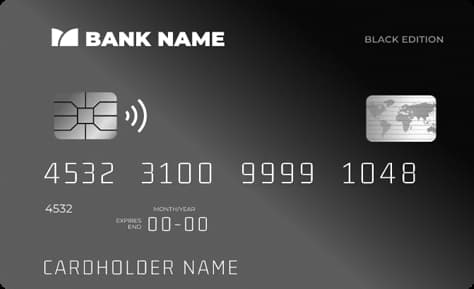 BANK NAME
BLACK EDITION
4532 3100 9999 1048
4532
MONTH/YEAR
EXPIRES
END
00-00
CARDHOLDER NAME